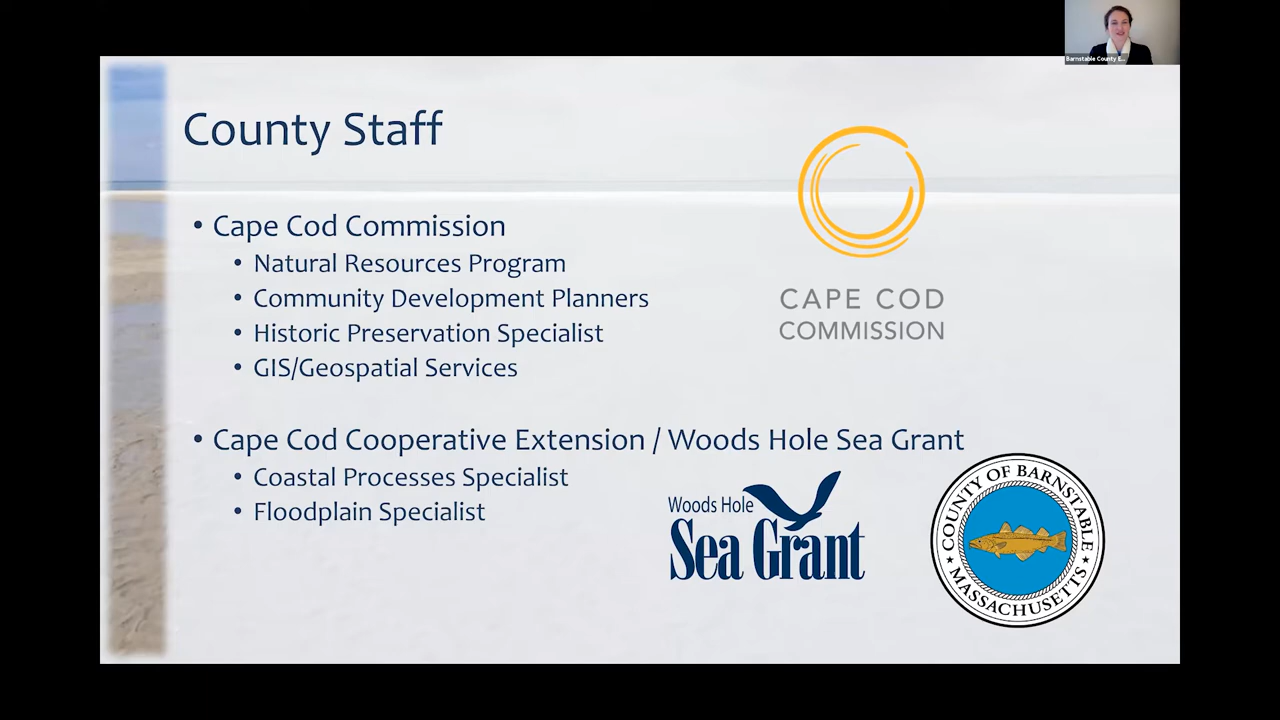 Barnstable County E...
County Staff
• Cape Cod Commission
• Natural Resources Program
• Community Development Planners
• Historic Preservation Specialist
• GIS/Geospatial Services
CAPE COD
COMMISSION
• Cape Cod Cooperative Extension / Woods Hole Sea Grant
• Coastal Processes Specialist
• Floodplain Specialist
Woods Hole
Sea Grant
COUNTY OF BARNSTABLE
★ MASSACHUSETTS ★